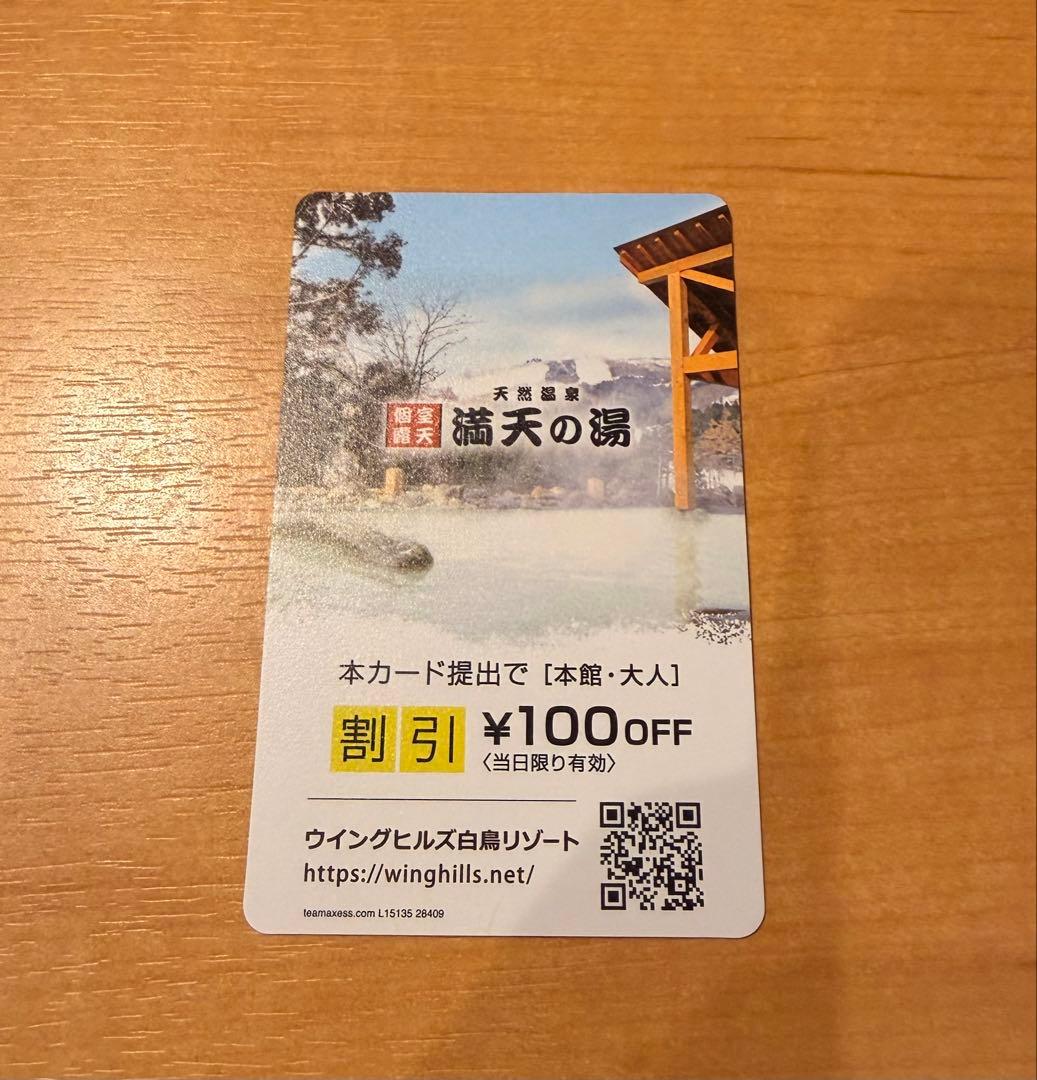 天然温泉
個室
露天
満天の湯
本カード提出で [本館・大人]
割引 ¥100OFF
〈当日限り有効〉
ウイングヒルズ白鳥リゾート
https://winghills.net/
teamaxess.com L15135 28409